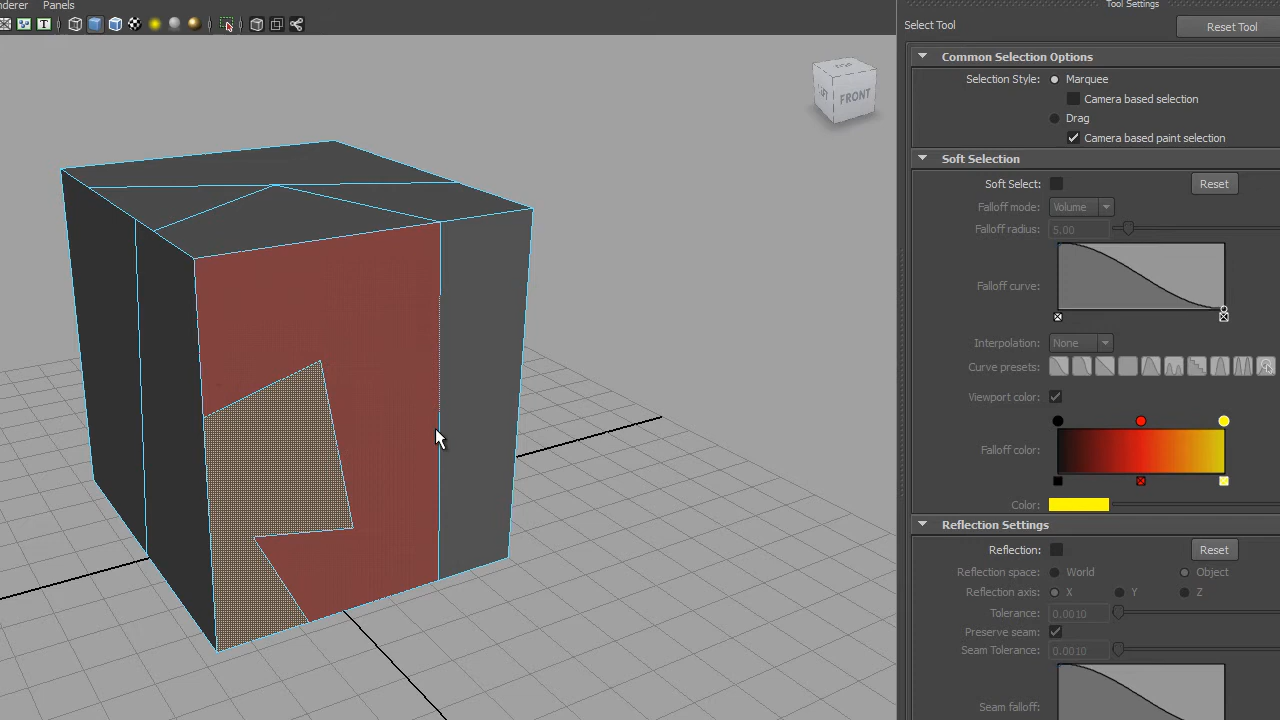 nderer Panels
Tool Settings
T
Select Tool
Reset Tool
Common Selection Options
Selection Style: Marquee
Camera based selection
Drag
Camera based paint selection
Soft Selection
Soft Select: Reset
Falloff mode: Volume
Falloff radius: 5.00
Falloff curve:
Interpolation: None
Curve presets:
Viewport color:
Falloff color:
Color:
Reflection Settings
Reflection: Reset
Reflection space: World Object
Reflection axis: X Y Z
Tolerance: 0.0010
Preserve seam:
Seam Tolerance: 0.0010
Seam falloff:
FRONT